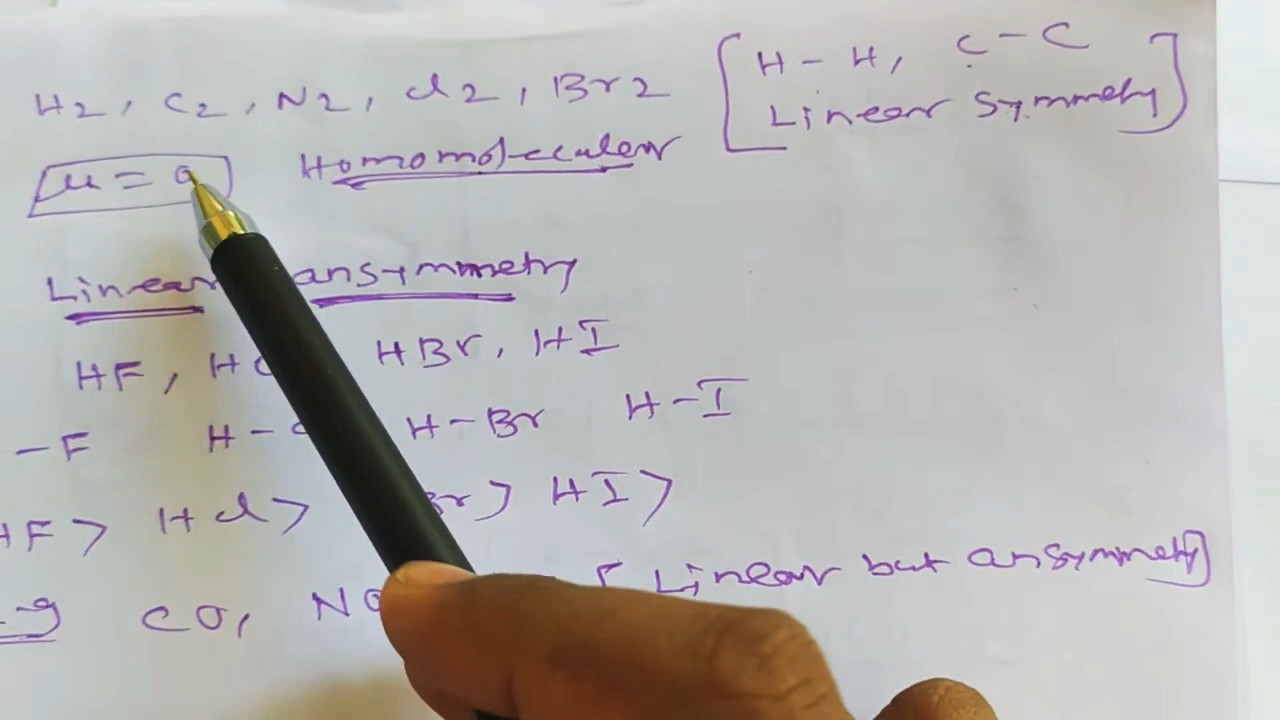 H2, C2, N2, Cl2, Br2 [H-H, C-C
Linear Symmetry]
μ = 0 Homomolecular
Linear ansymmetry
HF, H HBr, HI
-F H- H-Br H-I
HF > HCl > Br > HI >
CO, NO [Linear but ansymmetry]